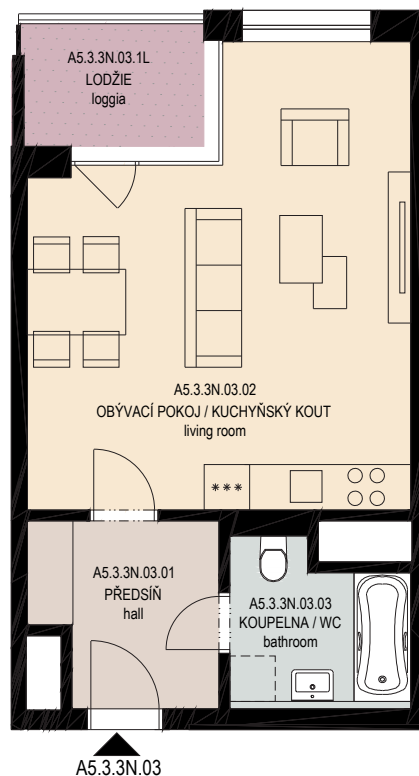 A5.3.3N.03.1L
LODŽIE
loggia
A5.3.3N.03.02
OBÝVACÍ POKOJ / KUCHYŇSKÝ KOUT
living room
***
A5.3.3N.03.01
PŘEDSÍŇ
hall
A5.3.3N.03.03
KOUPELNA / WC
bathroom
A5.3.3N.03